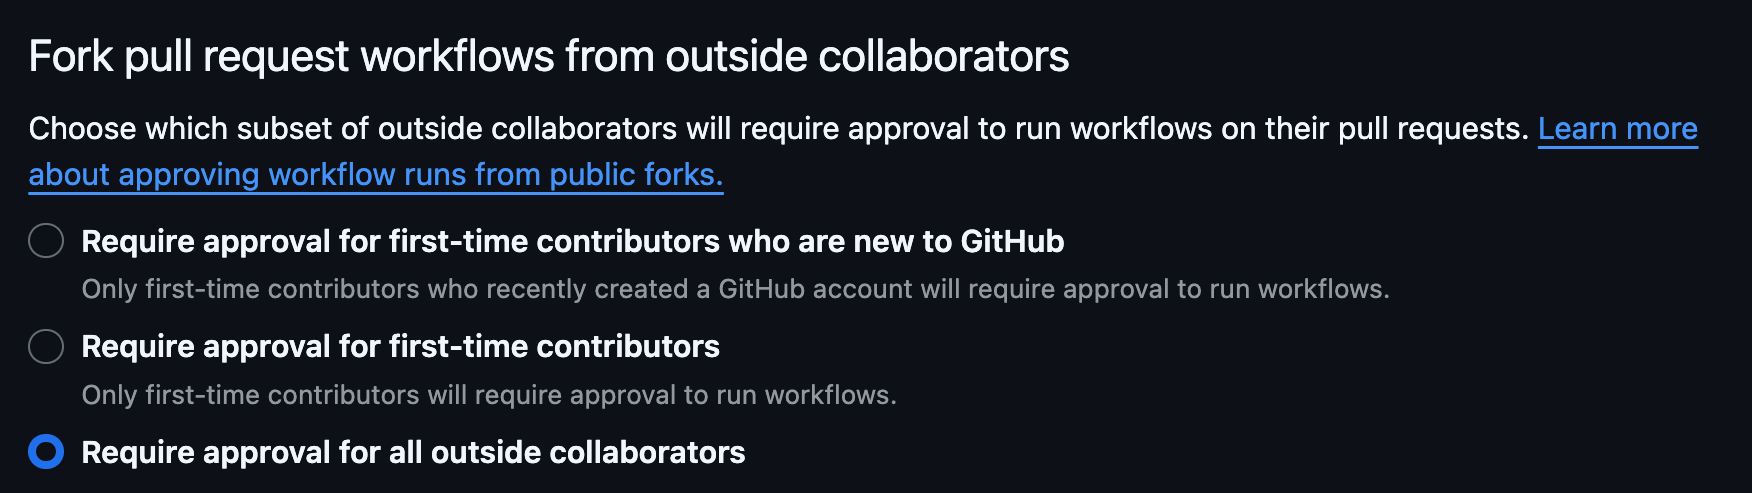 Fork pull request workflows from outside collaborators
Choose which subset of outside collaborators will require approval to run workflows on their pull requests. Learn more
about approving workflow runs from public forks.
Require approval for first-time contributors who are new to GitHub
Only first-time contributors who recently created a GitHub account will require approval to run workflows.
Require approval for first-time contributors
Only first-time contributors will require approval to run workflows.
Require approval for all outside collaborators